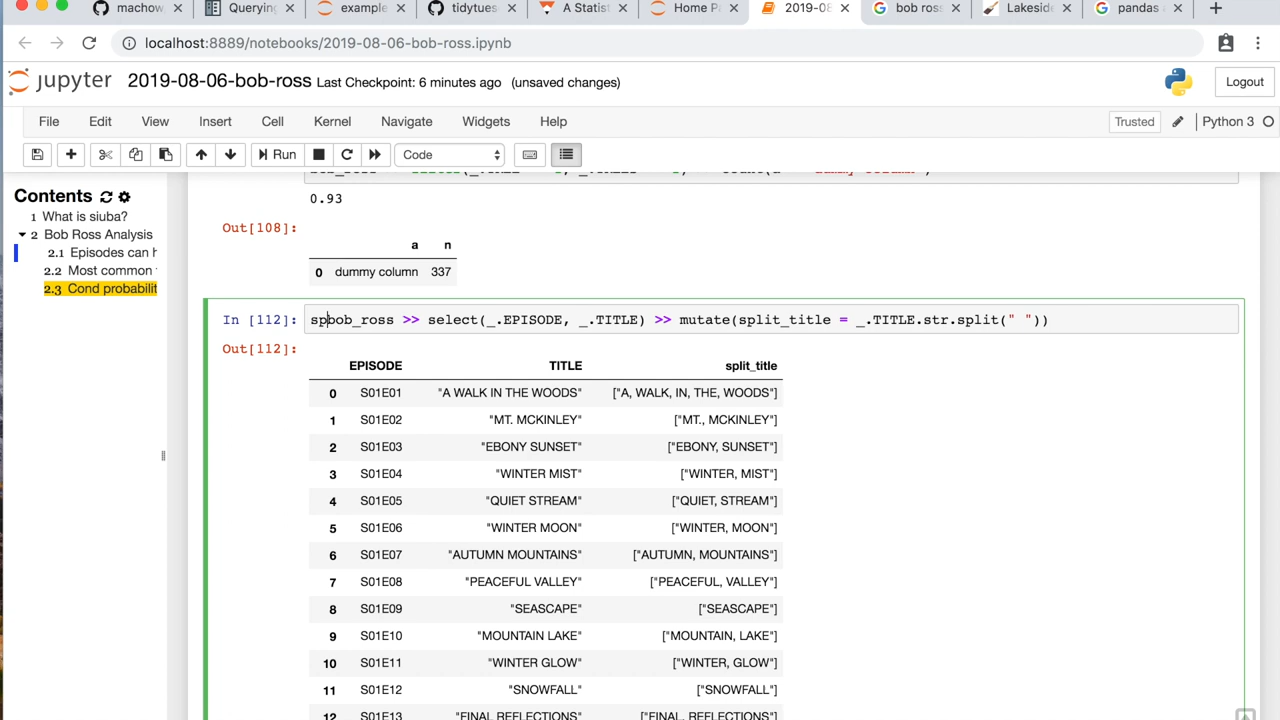 machow
Querying
example
tidytues
A Statist
Home P
2019-08
bob ross
Lakeside
pandas
localhost:8889/notebooks/2019-08-06-bob-ross.ipynb
jupyter 2019-08-06-bob-ross Last Checkpoint: 6 minutes ago (unsaved changes) Logout
File Edit View Insert Cell Kernel Navigate Widgets Help Trusted Python 3
Run Code
Contents
1 What is siuba?
2 Bob Ross Analysis
2.1 Episodes can h
2.2 Most common
2.3 Cond probabilit
0.93
Out[108]:
a n
0 dummy column 337
In [112]: spbob_ross >> select(_.EPISODE, _.TITLE) >> mutate(split_title = _.TITLE.str.split(" "))
Out[112]:
EPISODE TITLE split_title
0 S01E01 "A WALK IN THE WOODS" ["A, WALK, IN, THE, WOODS"]
1 S01E02 "MT. MCKINLEY" ["MT., MCKINLEY"]
2 S01E03 "EBONY SUNSET" ["EBONY, SUNSET"]
3 S01E04 "WINTER MIST" ["WINTER, MIST"]
4 S01E05 "QUIET STREAM" ["QUIET, STREAM"]
5 S01E06 "WINTER MOON" ["WINTER, MOON"]
6 S01E07 "AUTUMN MOUNTAINS" ["AUTUMN, MOUNTAINS"]
7 S01E08 "PEACEFUL VALLEY" ["PEACEFUL, VALLEY"]
8 S01E09 "SEASCAPE" ["SEASCAPE"]
9 S01E10 "MOUNTAIN LAKE" ["MOUNTAIN, LAKE"]
10 S01E11 "WINTER GLOW" ["WINTER, GLOW"]
11 S01E12 "SNOWFALL" ["SNOWFALL"]
12 S01E13 "FINAL REFLECTIONS" ["FINAL, REFLECTIONS"]